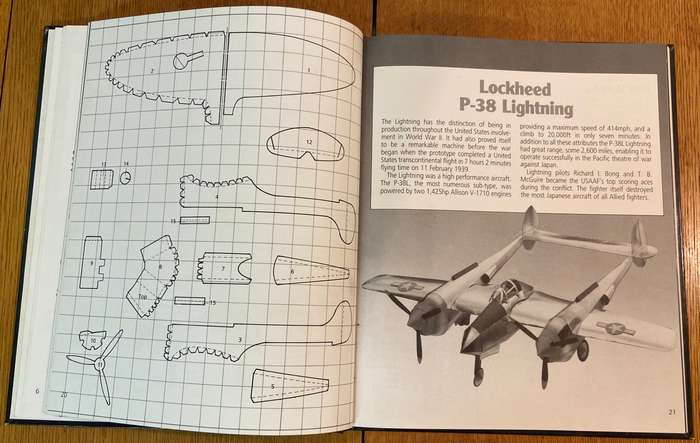 2
1
12
13
14
4
15
9
8
7
6
Top
15
10
3
11
5
6
20
Lockheed
P-38 Lightning
The Lightning has the distinction of being in
production throughout the United States involve-
ment in World War II. It had also proved itself
to be a remarkable machine before the war
began when the prototype completed a United
States transcontinental flight in 7 hours 2 minutes
flying time on 11 February 1939.
The Lightning was a high performance aircraft.
The P-38L, the most numerous sub-type, was
powered by two 1,425hp Allison V-1710 engines
providing a maximum speed of 414mph, and a
climb to 20,000ft in only seven minutes. In
addition to all these attributes the P-38L Lightning
had great range, some 2,600 miles, enabling it to
operate successfully in the Pacific theatre of war
against Japan.
Lightning pilots Richard I. Bong and T. B.
McGuire became the USAAF's top scoring aces
during the conflict. The fighter itself destroyed
the most Japanese aircraft of all Allied fighters.
21